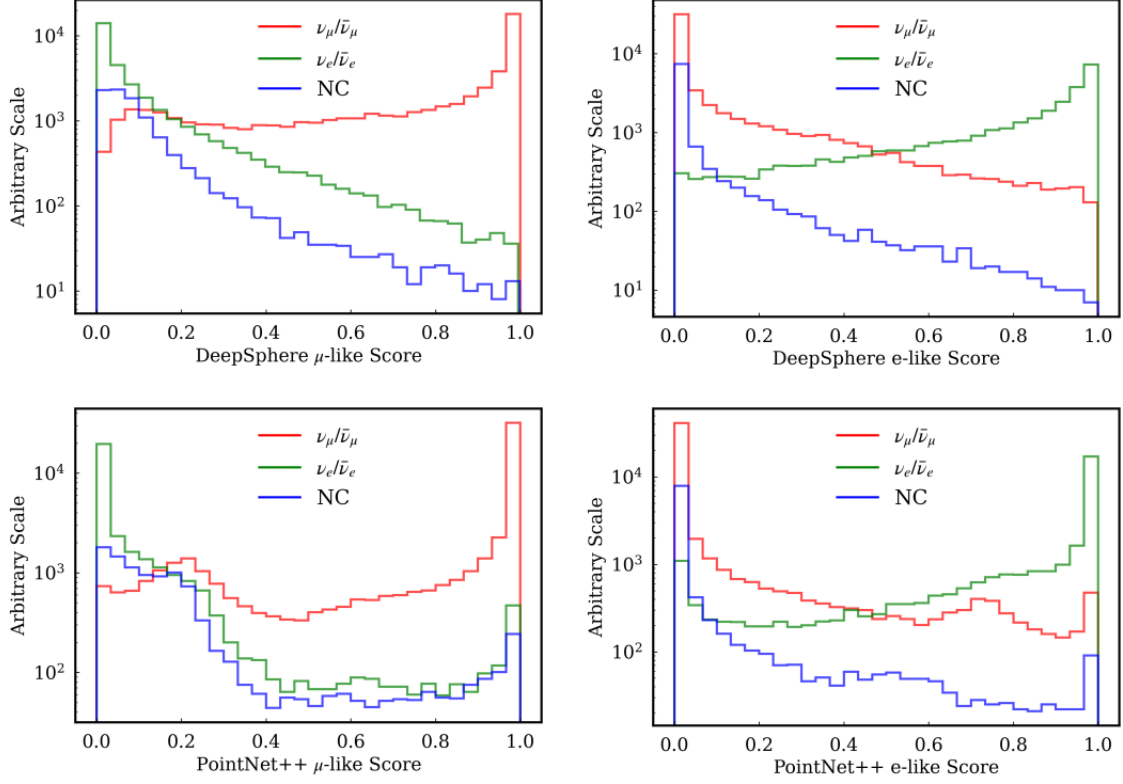 Arbitrary Scale
10⁴
10³
10²
10¹
ν_μ/ν̄_μ
ν_e/ν̄_e
NC
0.0 0.2 0.4 0.6 0.8 1.0
DeepSphere μ-like Score
Arbitrary Scale
10⁴
10³
10²
10¹
ν_μ/ν̄_μ
ν_e/ν̄_e
NC
0.0 0.2 0.4 0.6 0.8 1.0
DeepSphere e-like Score
Arbitrary Scale
10⁴
10³
10²
ν_μ/ν̄_μ
ν_e/ν̄_e
NC
0.0 0.2 0.4 0.6 0.8 1.0
PointNet++ μ-like Score
Arbitrary Scale
10⁴
10³
10²
ν_μ/ν̄_μ
ν_e/ν̄_e
NC
0.0 0.2 0.4 0.6 0.8 1.0
PointNet++ e-like Score